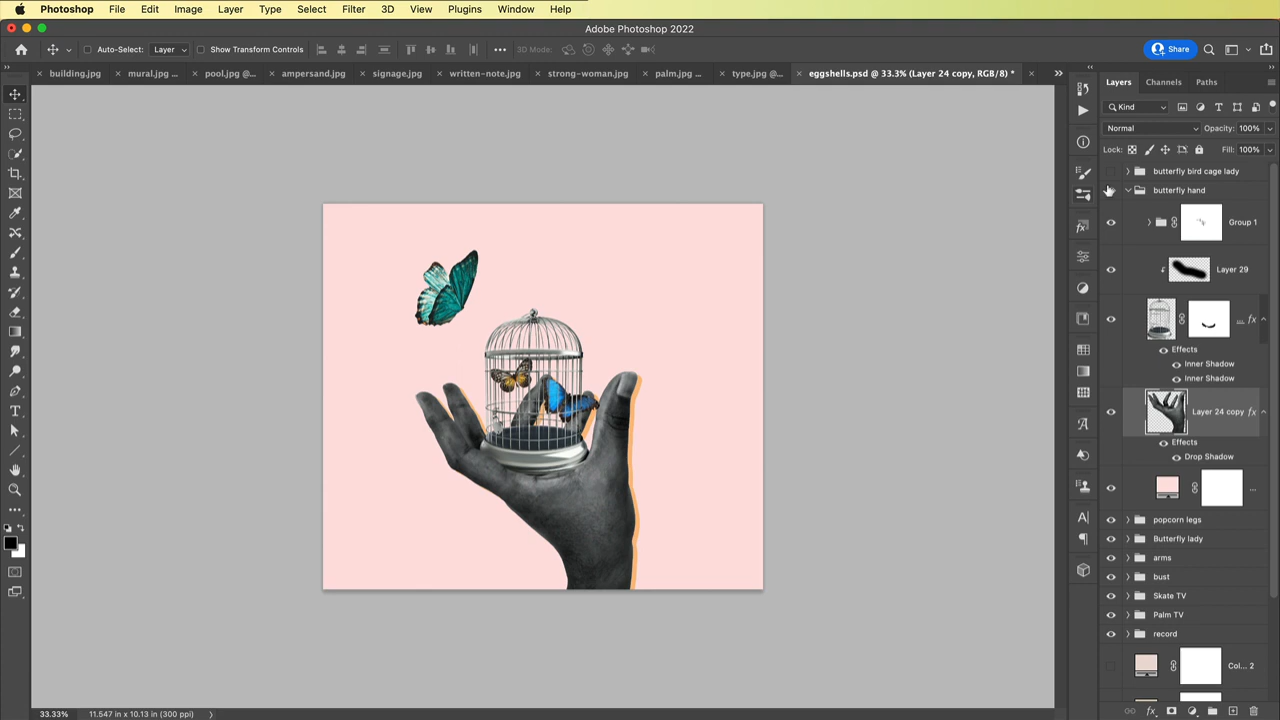 Photoshop File Edit Image Layer Type Select Filter 3D View Plugins Window Help
Adobe Photoshop 2022
Auto-Select: Layer Show Transform Controls 3D Mode: Share
building.jpg mural.jpg ... pool.jpg @... ampersand.jpg signage.jpg written-note.jpg strong-woman.jpg palm.jpg ... type.jpg @... eggshells.psd @ 33.3% (Layer 24 copy, RGB/8) *
Layers Channels Paths
Kind
Normal Opacity: 100%
Lock: Fill: 100%
butterfly bird cage lady
butterfly hand
Group 1
Layer 29
... fx
Effects
Inner Shadow
Inner Shadow
Layer 24 copy fx
Effects
Drop Shadow
...
popcorn legs
Butterfly lady
arms
bust
Skate TV
Palm TV
record
Col... 2
33.33% 11.547 in x 10.13 in (300 ppi)
fx